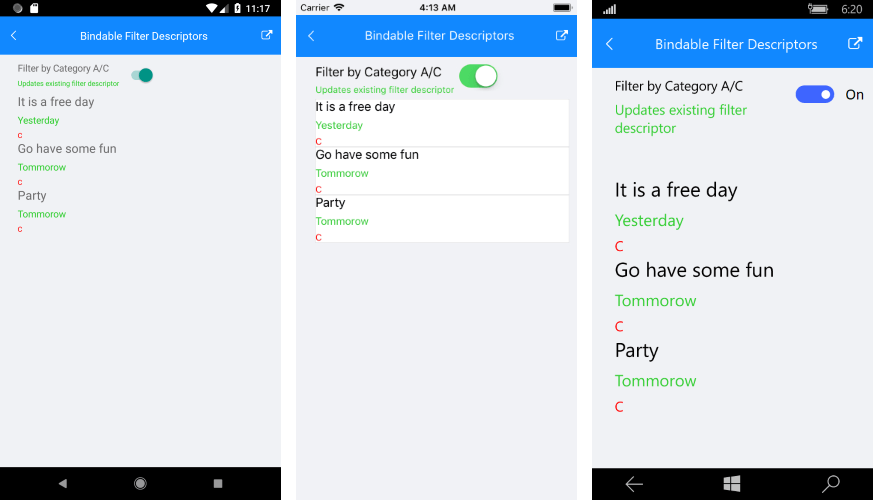 11:17
Bindable Filter Descriptors
Filter by Category A/C
Updates existing filter descriptor
It is a free day
Yesterday
C
Go have some fun
Tommorow
C
Party
Tommorow
C
Carrier 4:13 AM
Bindable Filter Descriptors
Filter by Category A/C
Updates existing filter descriptor
It is a free day
Yesterday
C
Go have some fun
Tommorow
C
Party
Tommorow
C
6:20
Bindable Filter Descriptors
Filter by Category A/C
On
Updates existing filter
descriptor
It is a free day
Yesterday
C
Go have some fun
Tommorow
C
Party
Tommorow
C